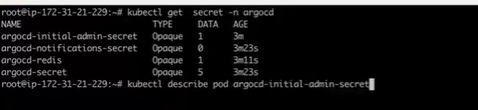 root@ip-172-31-21-229:~# kubectl get  secret -n argocd
NAME                          TYPE     DATA   AGE
argocd-initial-admin-secret   Opaque   1      3m
argocd-notifications-secret   Opaque   0      3m23s
argocd-redis                  Opaque   1      3m11s
argocd-secret                 Opaque   5      3m23s
root@ip-172-31-21-229:~# kubectl describe pod argocd-initial-admin-secret